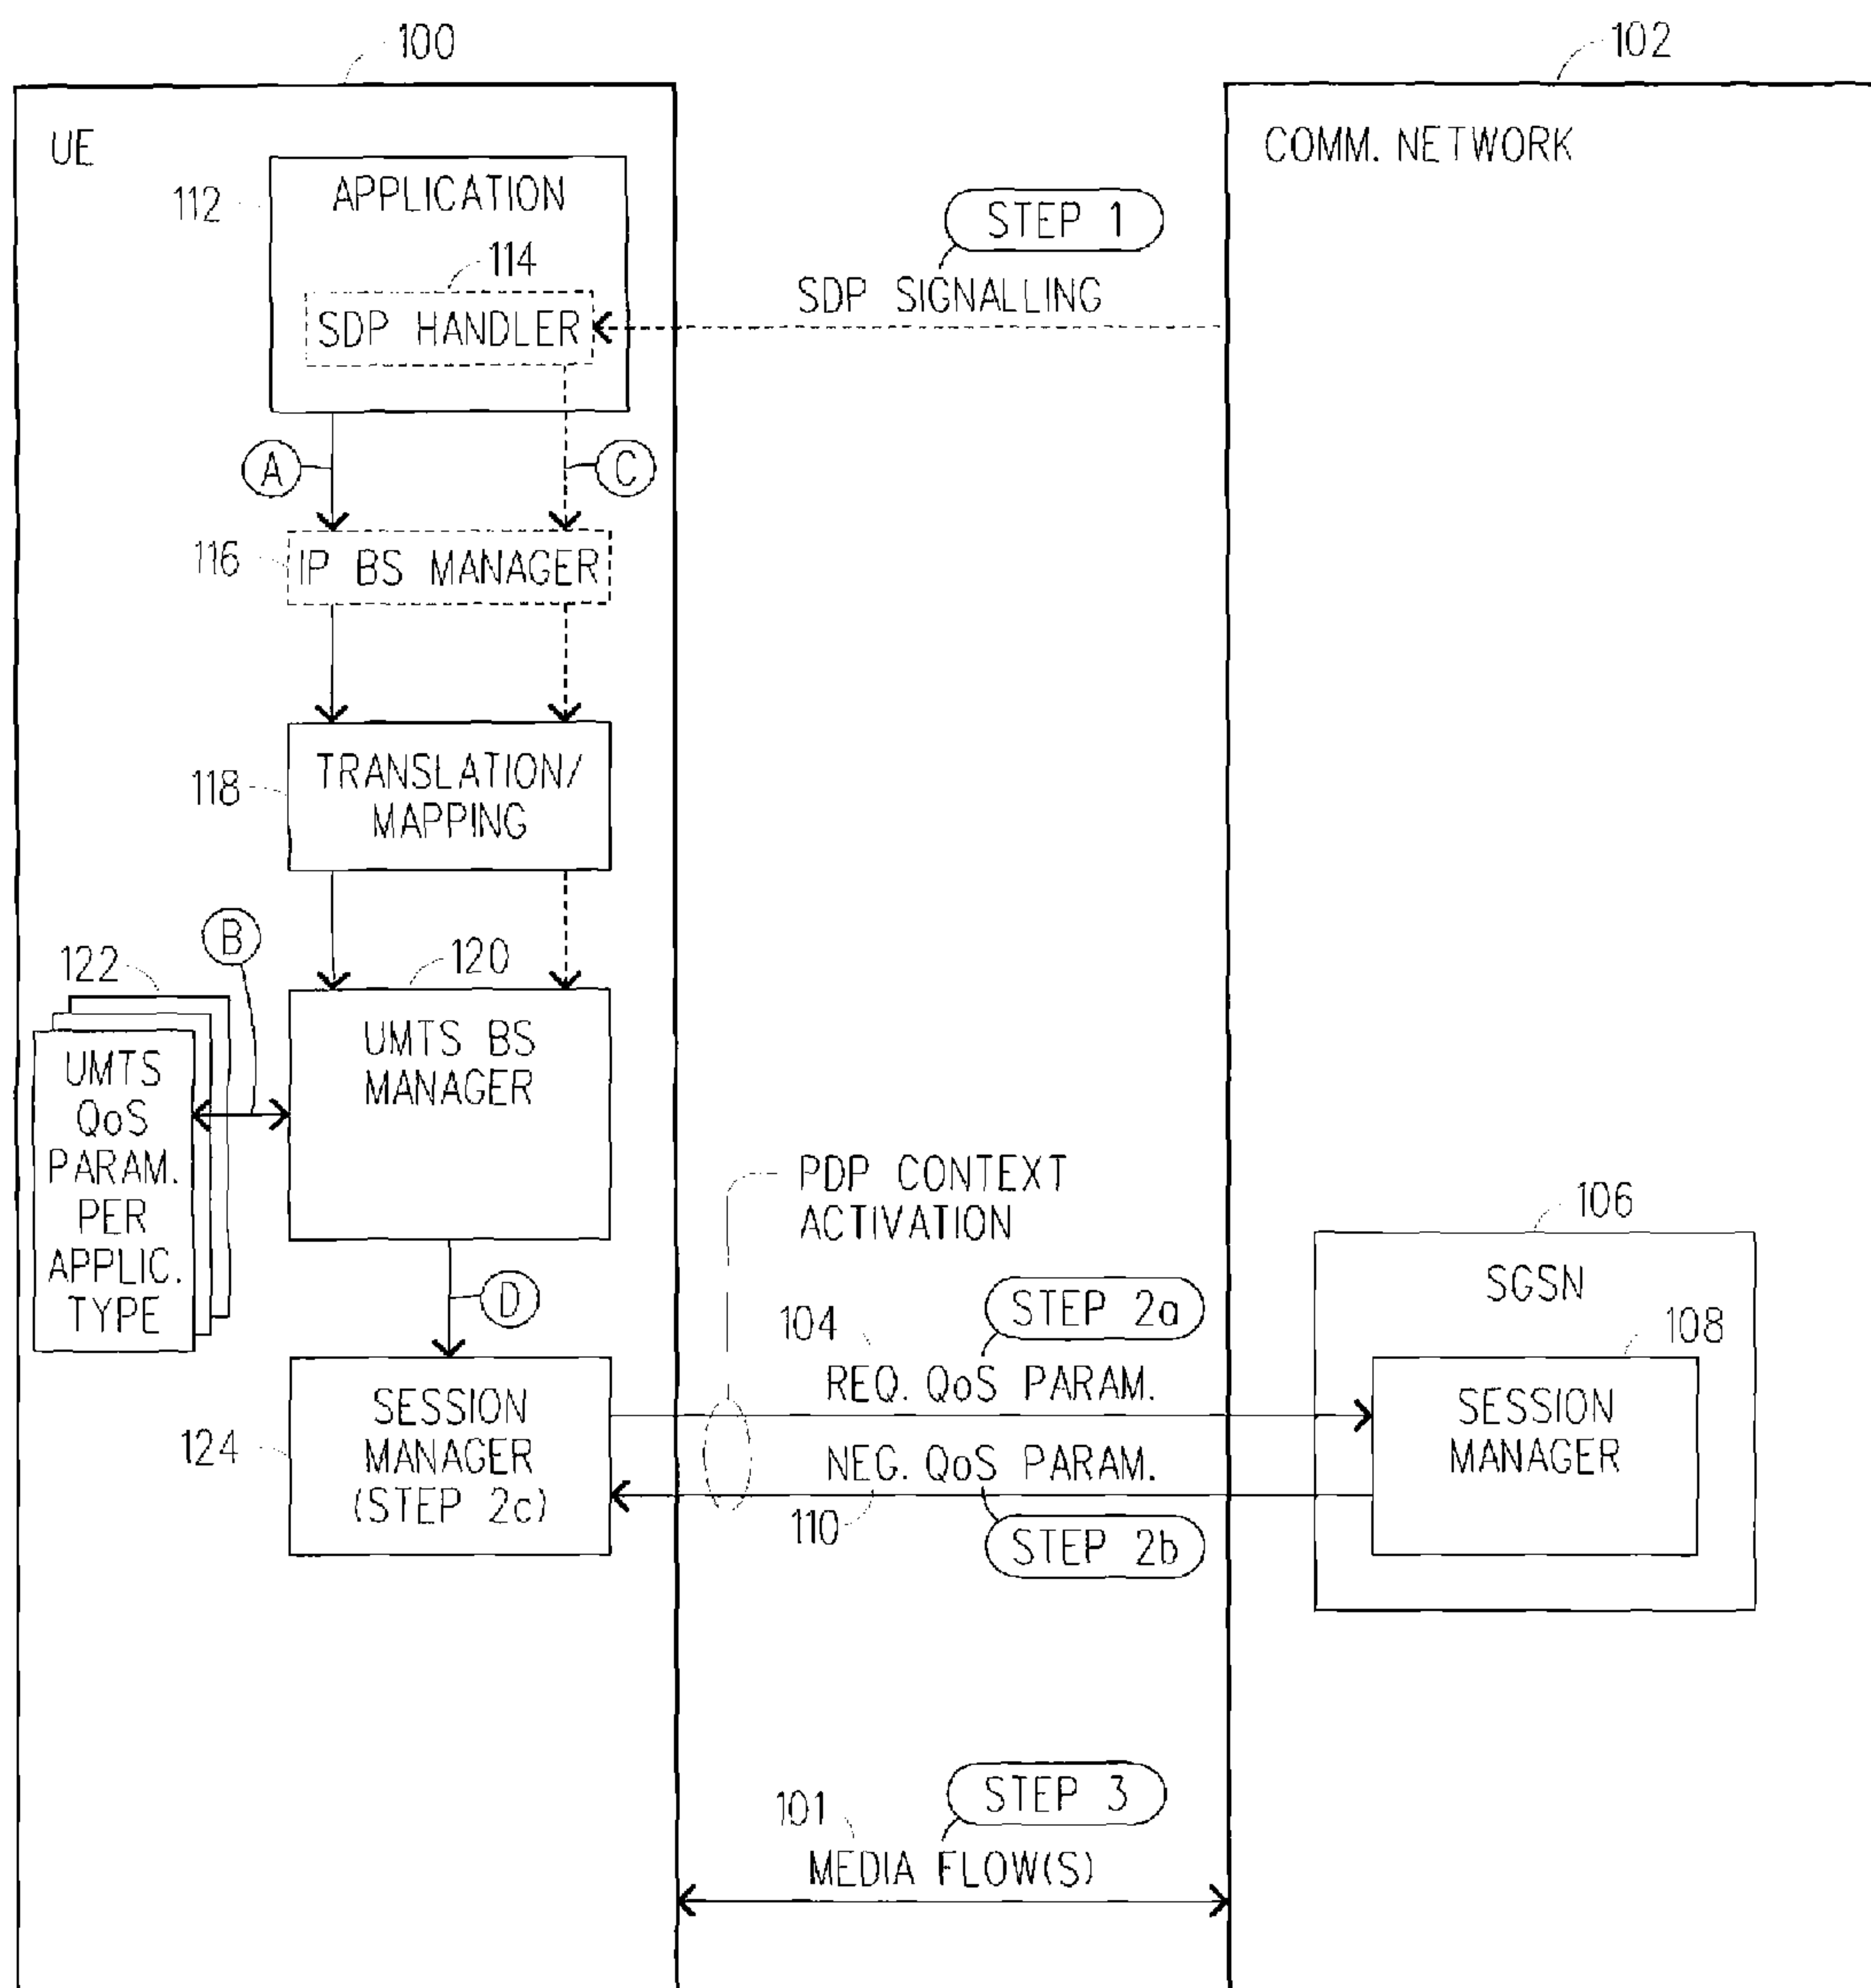 100
102
UE
COMM. NETWORK
112
APPLICATION
STEP 1
114
SDP SIGNALLING
SDP HANDLER
A
C
116
IP BS MANAGER
118
TRANSLATION/
MAPPING
B
122
120
UMTS
QoS
PARAM.
PER
APPLIC.
TYPE
UMTS BS
MANAGER
PDP CONTEXT
ACTIVATION
106
SGSN
D
STEP 2a
104
108
REQ. QoS PARAM.
124
SESSION
MANAGER
(STEP 2c)
SESSION
MANAGER
NEG. QoS PARAM.
110
STEP 2b
STEP 3
101
MEDIA FLOW(S)